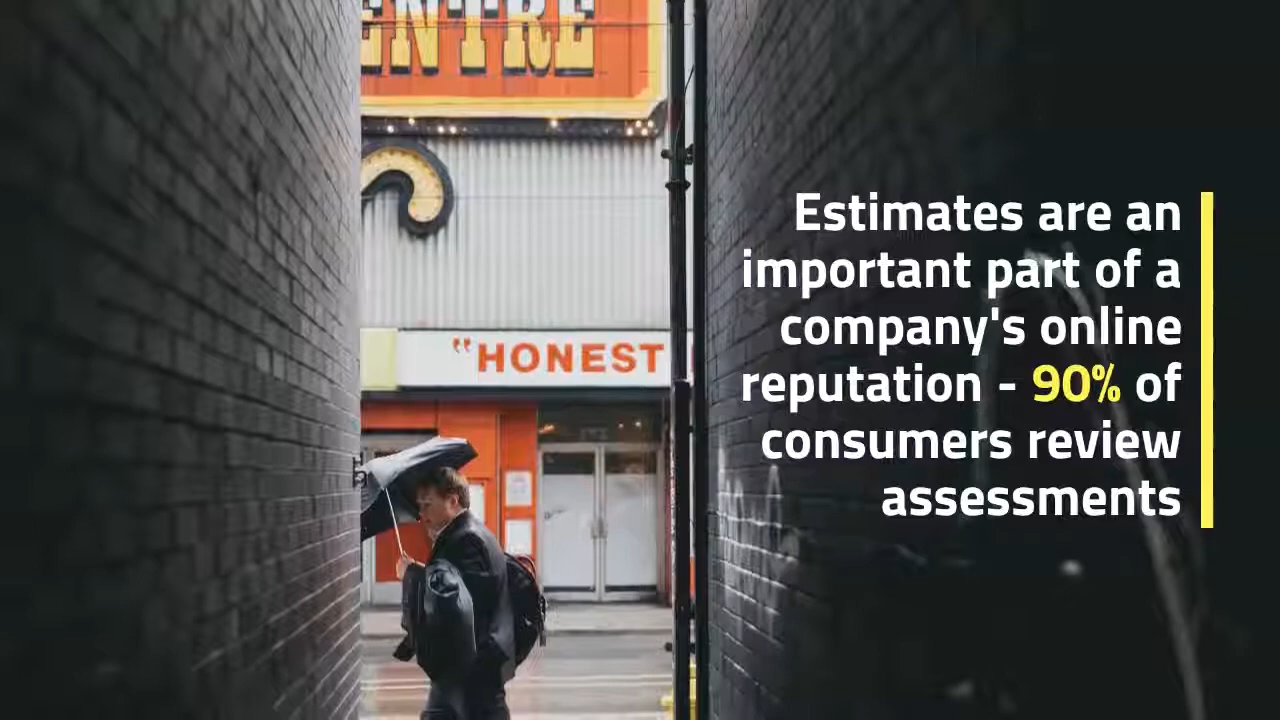 ENTRE
"HONEST
Estimates are an
important part of a
company's online
reputation - 90% of
consumers review
assessments